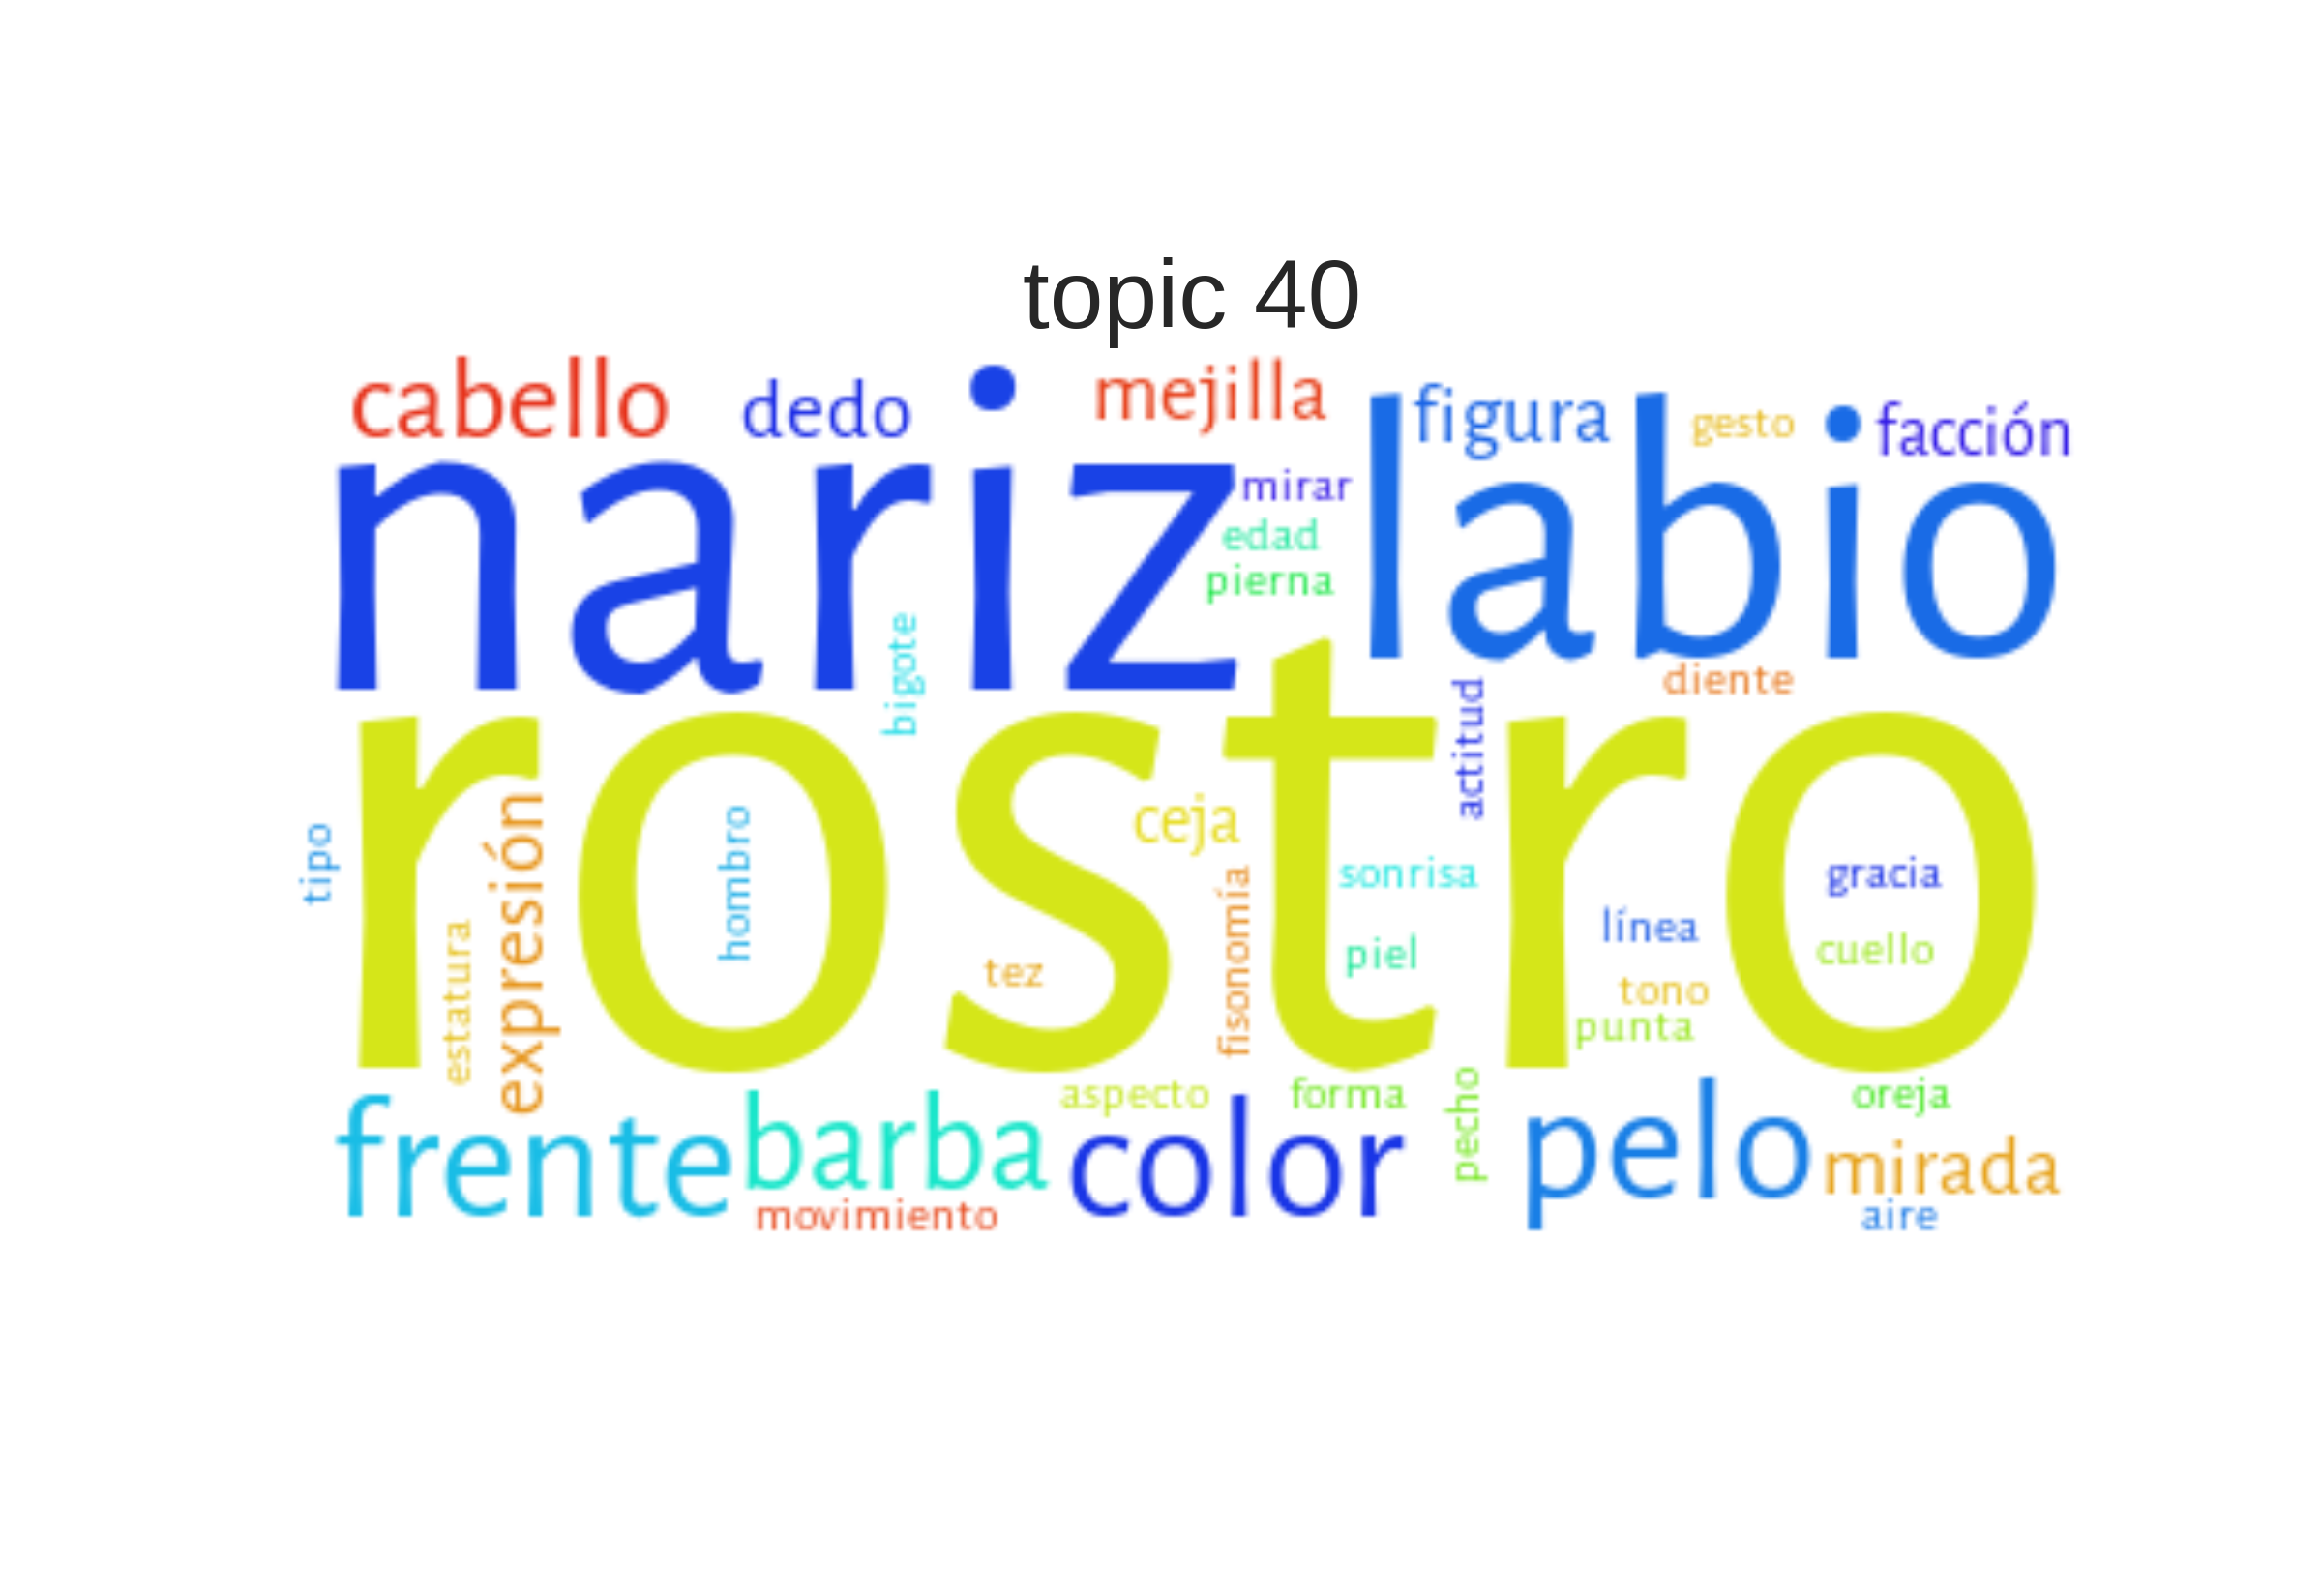 topic 40
cabello
dedo
mejilla
figura
gesto
facción
nariz
labio
mirar
edad
pierna
bigote
diente
actitud
rostro
tipo
estatura
expresión
hombro
tez
ceja
fisonomía
sonrisa
piel
gracia
línea
cuello
tono
punta
aspecto
forma
pecho
oreja
frente
barba
color
pelo
mirada
movimiento
aire